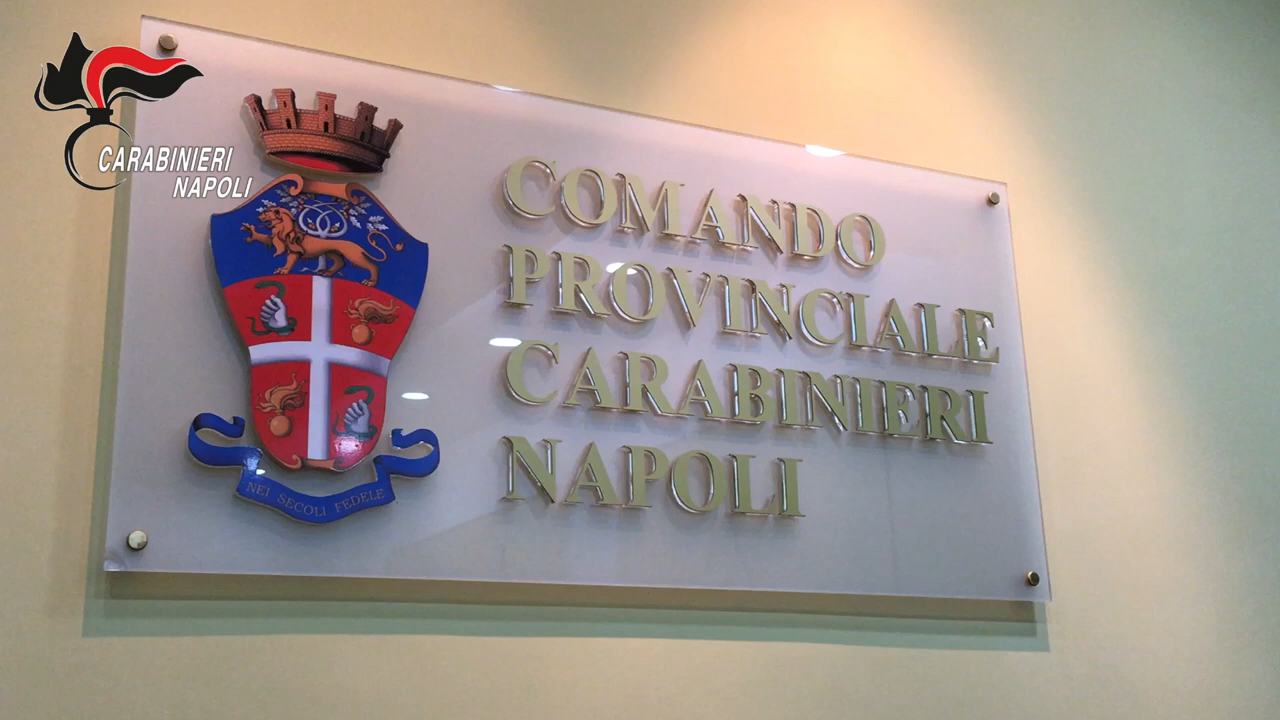 CARABINIERI
NAPOLI
COMANDO
PROVINCIALE
CARABINIERI
NAPOLI
NEI SECOLI FEDELE